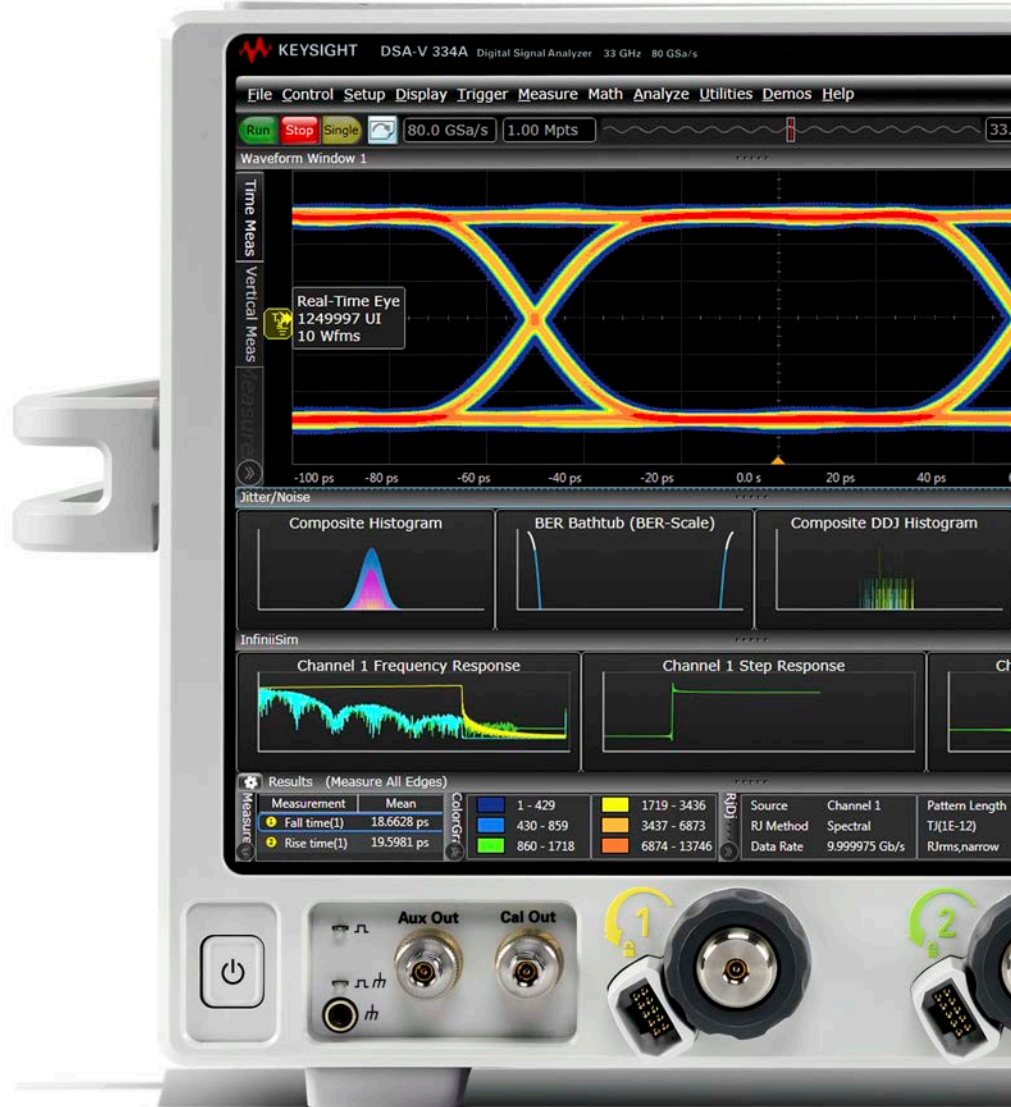 KEYSIGHT DSA-V 334A Digital Signal Analyzer 33 GHz 80 GSa/s
File Control Setup Display Trigger Measure Math Analyze Utilities Demos Help
Run Stop Single 80.0 GSa/s 1.00 Mpts 33.
Waveform Window 1
Time Meas
Vertical Meas
Measure
Real-Time Eye
1249997 UI
10 Wfms
-100 ps -80 ps -60 ps -40 ps -20 ps 0.0 s 20 ps 40 ps
Jitter/Noise
Composite Histogram
BER Bathtub (BER-Scale)
Composite DDJ Histogram
InfiniiSim
Channel 1 Frequency Response
Channel 1 Step Response
Ch
Results (Measure All Edges)
Measure
Measurement Mean
1 Fall time(1) 18.6628 ps
2 Rise time(1) 19.5981 ps
1 - 429 1719 - 3436
430 - 859 3437 - 6873
860 - 1718 6874 - 13746
RjDj
Source Channel 1 Pattern Length
RJ Method Spectral TJ(1E-12)
Data Rate 9.999975 Gb/s RJrms,narrow
Aux Out Cal Out
1
2